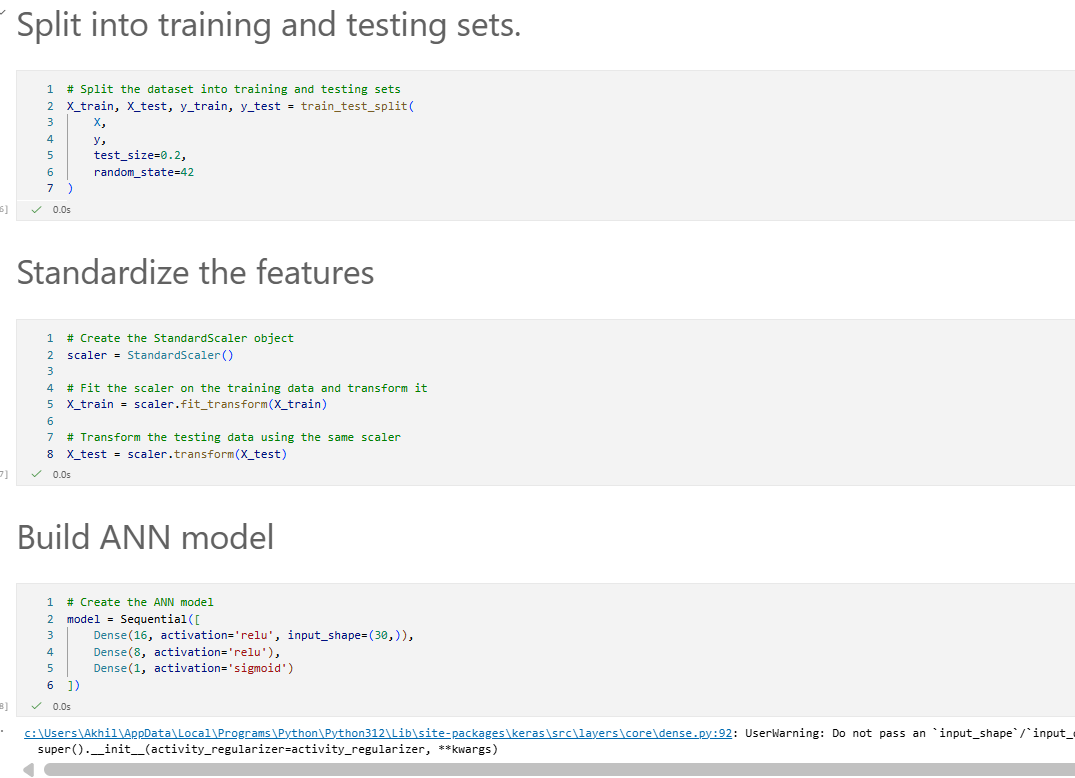 Split into training and testing sets.
1 # Split the dataset into training and testing sets
2 X_train, X_test, y_train, y_test = train_test_split(
3     X,
4     y,
5     test_size=0.2,
6     random_state=42
7 )
6] 0.0s
Standardize the features
1 # Create the StandardScaler object
2 scaler = StandardScaler()
3
4 # Fit the scaler on the training data and transform it
5 X_train = scaler.fit_transform(X_train)
6
7 # Transform the testing data using the same scaler
8 X_test = scaler.transform(X_test)
7] 0.0s
Build ANN model
1 # Create the ANN model
2 model = Sequential([
3     Dense(16, activation='relu', input_shape=(30,)),
4     Dense(8, activation='relu'),
5     Dense(1, activation='sigmoid')
6 ])
8] 0.0s
c:\Users\Akhil\AppData\Local\Programs\Python\Python312\Lib\site-packages\keras\src\layers\core\dense.py:92: UserWarning: Do not pass an `input_shape`/`input_
  super().__init__(activity_regularizer=activity_regularizer, **kwargs)